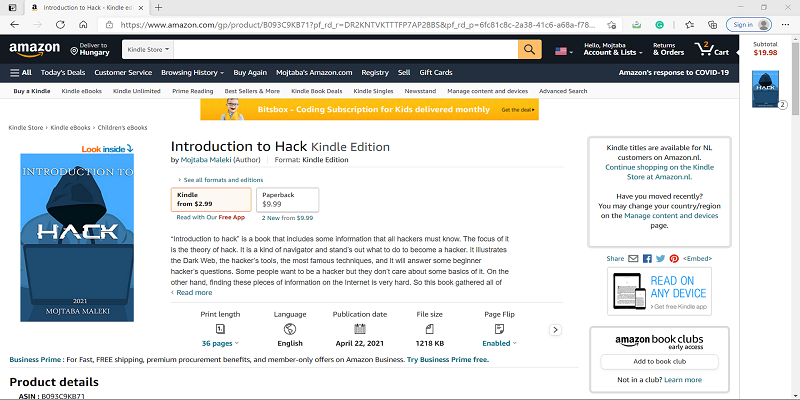 Introduction to Hack - Kindle ed
https://www.amazon.com/gp/product/B093C9KB71?pf_rd_r=DR2KNTVKTTTFP7AP28BS&pf_rd_p=6fc81c8c-2a38-41c6-a68a-f78...
Sign in
amazon
Deliver to
Hungary
Kindle Store
Hello, Mojtaba
Account & Lists
Returns
& Orders
2
Cart
Subtotal
$19.98
All Today's Deals Customer Service Browsing History Buy Again Mojtaba's Amazon.com Registry Sell Gift Cards
Amazon's response to COVID-19
Buy a Kindle Kindle eBooks Kindle Unlimited Prime Reading Best Sellers & More Kindle Book Deals Kindle Singles Newsstand Manage content and devices Advanced Search
HACK
2
Bitsbox - Coding Subscription for Kids delivered monthly
Get the deal
Kindle Store › Kindle eBooks › Children's eBooks
Look inside
INTRODUCTION TO
HACK
2021
MOJTABA MALEKI
Introduction to Hack Kindle Edition
by Mojtaba Maleki (Author) Format: Kindle Edition
See all formats and editions
Kindle
from $2.99
Paperback
$9.99
Read with Our Free App
2 New from $9.99
"Introduction to hack" is a book that includes some information that all hackers must know. The focus of it
is the theory of hack. It is a kind of navigator and stand's out what to do to become a hacker. It illustrates
the Dark Web, the hacker's tools, the most famous techniques, and it will answer some beginner
hacker's questions. Some people want to be a hacker but they don't care about some basics of it. On the
other hand, finding these pieces of information on the Internet is very hard. So this book gathered all of
Read more
Print length
36 pages
Language
English
Publication date
April 22, 2021
File size
1218 KB
Page Flip
Enabled
Kindle titles are available for NL
customers on Amazon.nl.
Continue shopping on the Kindle
Store at Amazon.nl.
Have you moved recently?
You may change your country/region
on the Manage content and devices
page.
Share <Embed>
READ ON
ANY DEVICE
Get free Kindle app
amazon book clubs
early access
Add to book club
Not in a club? Learn more
Business Prime : For Fast, FREE shipping, premium procurement benefits, and member-only offers on Amazon Business. Try Business Prime free.
Product details
ASIN : B093C9KB71